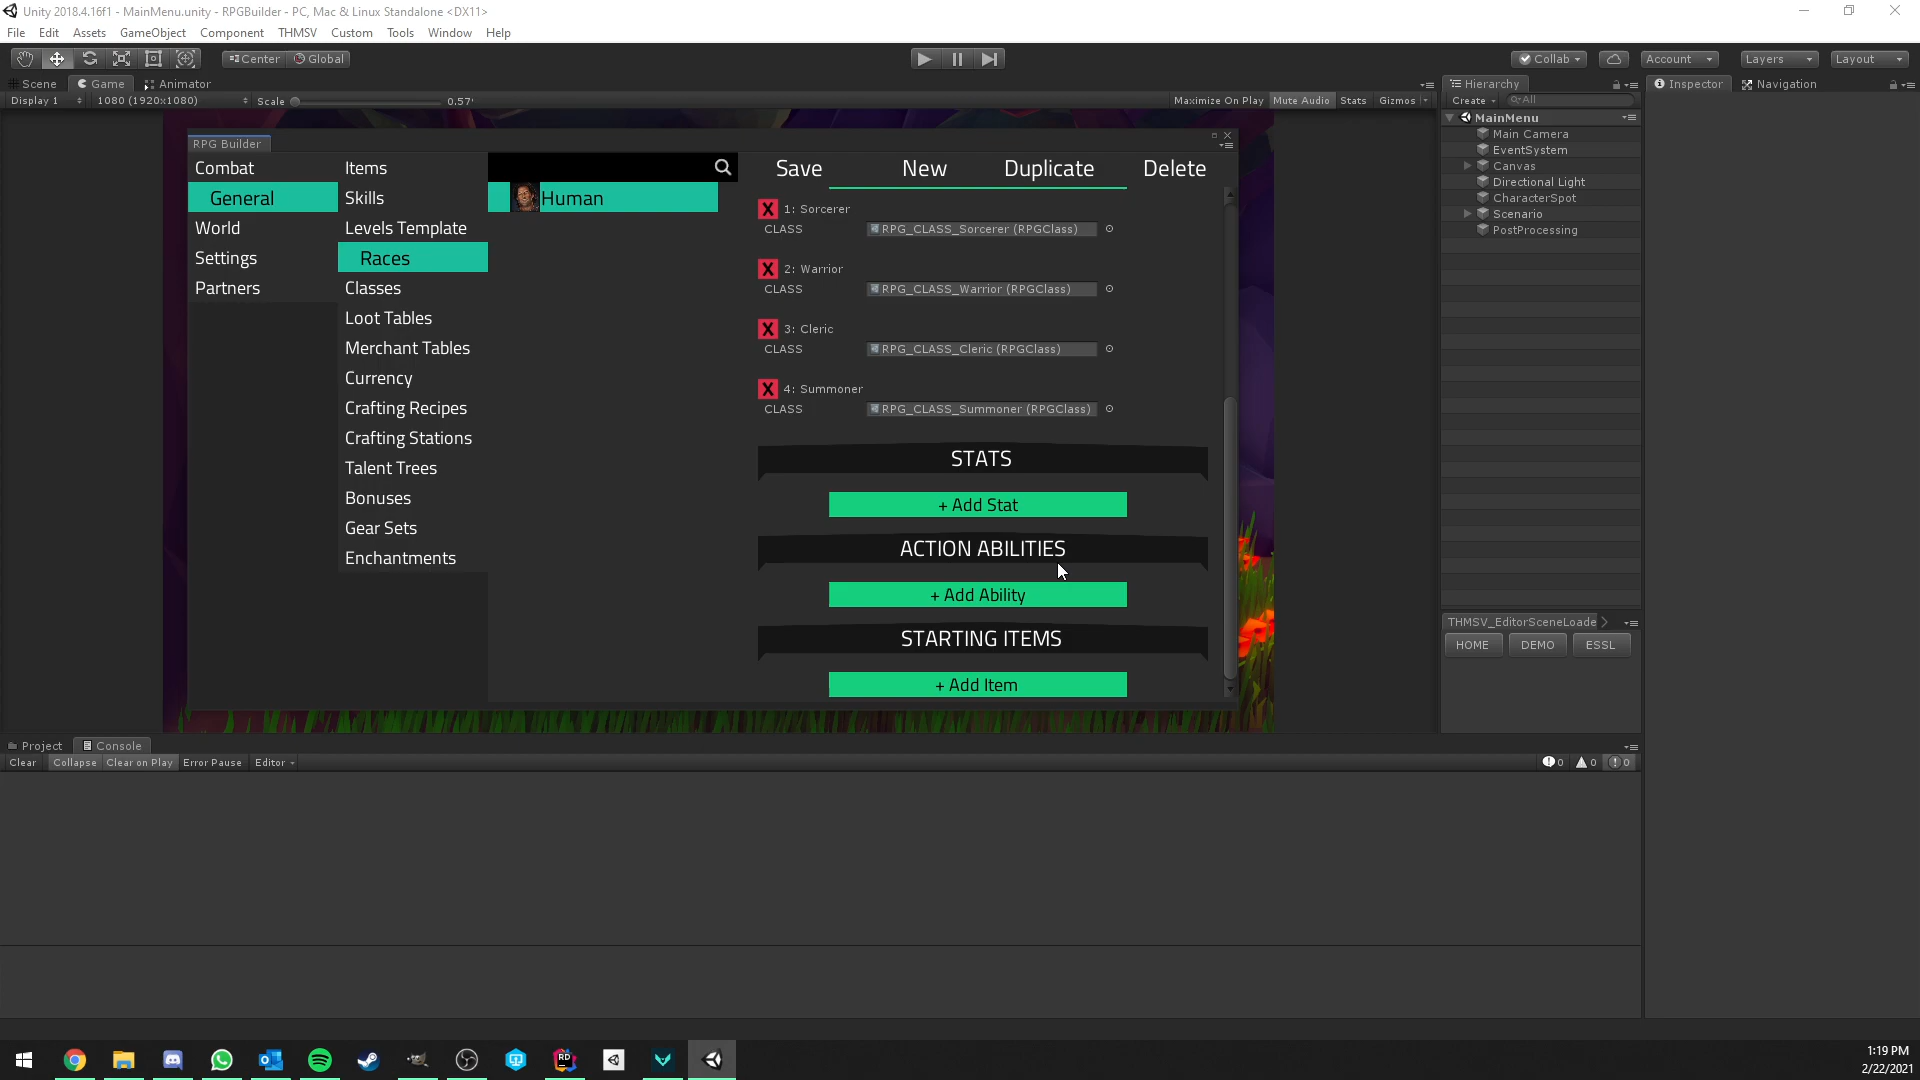 Unity 2018.4.16f1 - MainMenu.unity - RPGBuilder - PC, Mac & Linux Standalone <DX11>
File Edit Assets GameObject Component THMSV Custom Tools Window Help
Center Global Collab Account Layers Layout
Scene Game Animator Hierarchy Inspector Navigation
Display 1 1080 (1920x1080) Scale 0.57 Maximize On Play Mute Audio Stats Gizmos Create All
MainMenu
Main Camera
EventSystem
Canvas
Directional Light
CharacterSpot
Scenario
PostProcessing
THMSV_EditorSceneLoade
HOME DEMO ESSL
RPG Builder
Combat
General
World
Settings
Partners
Items
Skills
Levels Template
Races
Classes
Loot Tables
Merchant Tables
Currency
Crafting Recipes
Crafting Stations
Talent Trees
Bonuses
Gear Sets
Enchantments
Human
Save New Duplicate Delete
X 1: Sorcerer
CLASS RPG_CLASS_Sorcerer (RPGClass)
X 2: Warrior
CLASS RPG_CLASS_Warrior (RPGClass)
X 3: Cleric
CLASS RPG_CLASS_Cleric (RPGClass)
X 4: Summoner
CLASS RPG_CLASS_Summoner (RPGClass)
STATS
+ Add Stat
ACTION ABILITIES
+ Add Ability
STARTING ITEMS
+ Add Item
Project Console
Clear Collapse Clear on Play Error Pause Editor 0 0 0
RD
1:19 PM
2/22/2021